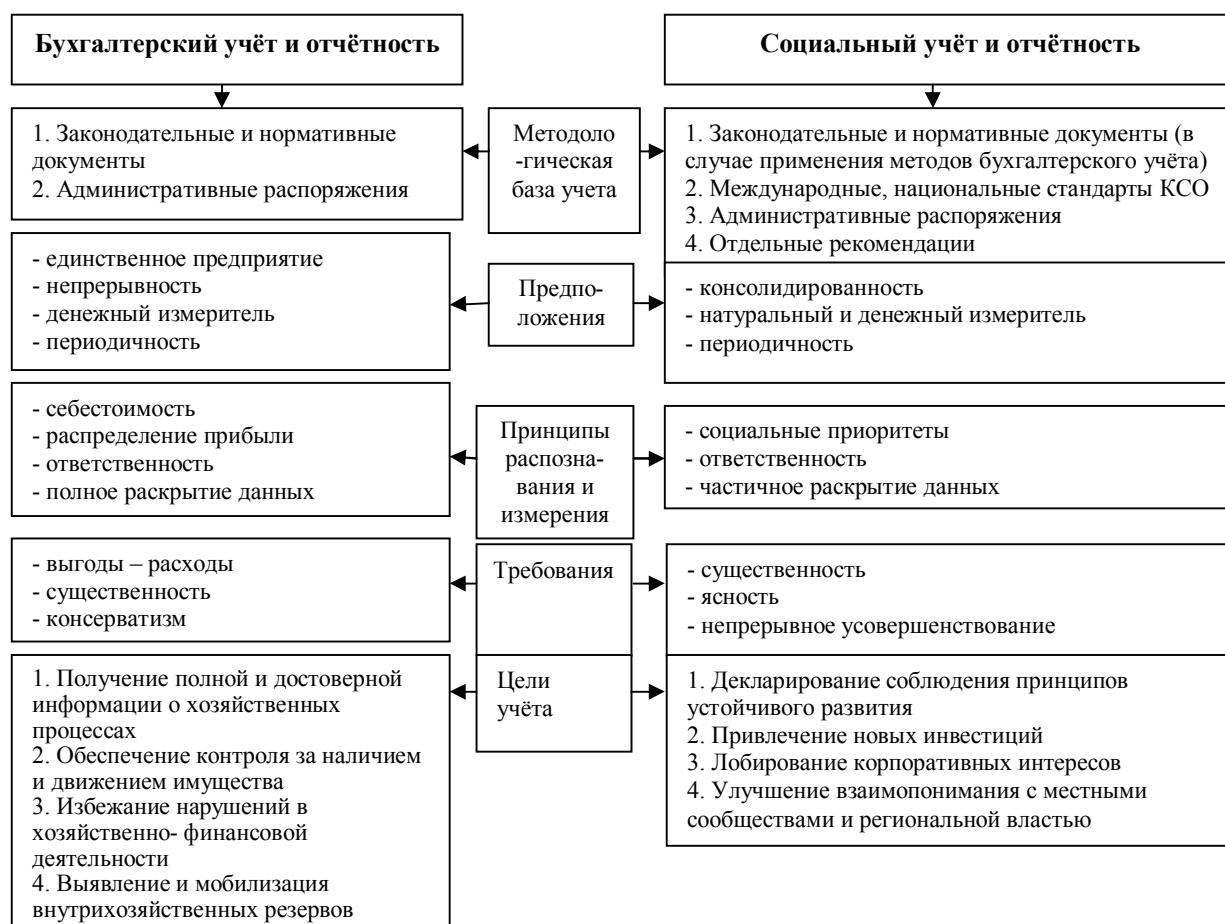 Бухгалтерский учёт и отчётность
Социальный учёт и отчётность
1. Законодательные и нормативные
документы
2. Административные распоряжения
Методоло
-гическая
база учета
1. Законодательные и нормативные документы (в
случае применения методов бухгалтерского учёта)
2. Международные, национальные стандарты КСО
3. Административные распоряжения
4. Отдельные рекомендации
- единственное предприятие
- непрерывность
- денежный измеритель
- периодичность
Предпо-
ложения
- консолидированность
- натуральный и денежный измеритель
- периодичность
- себестоимость
- распределение прибыли
- ответственность
- полное раскрытие данных
Принципы
распозна-
вания и
измерения
- социальные приоритеты
- ответственность
- частичное раскрытие данных
- выгоды – расходы
- существенность
- консерватизм
Требования
- существенность
- ясность
- непрерывное усовершенствование
1. Получение полной и достоверной
информации о хозяйственных
процессах
2. Обеспечение контроля за наличием
и движением имущества
3. Избежание нарушений в
хозяйственно- финансовой
деятельности
4. Выявление и мобилизация
внутрихозяйственных резервов
Цели
учёта
1. Декларирование соблюдения принципов
устойчивого развития
2. Привлечение новых инвестиций
3. Лобирование корпоративных интересов
4. Улучшение взаимопонимания с местными
сообществами и региональной властью